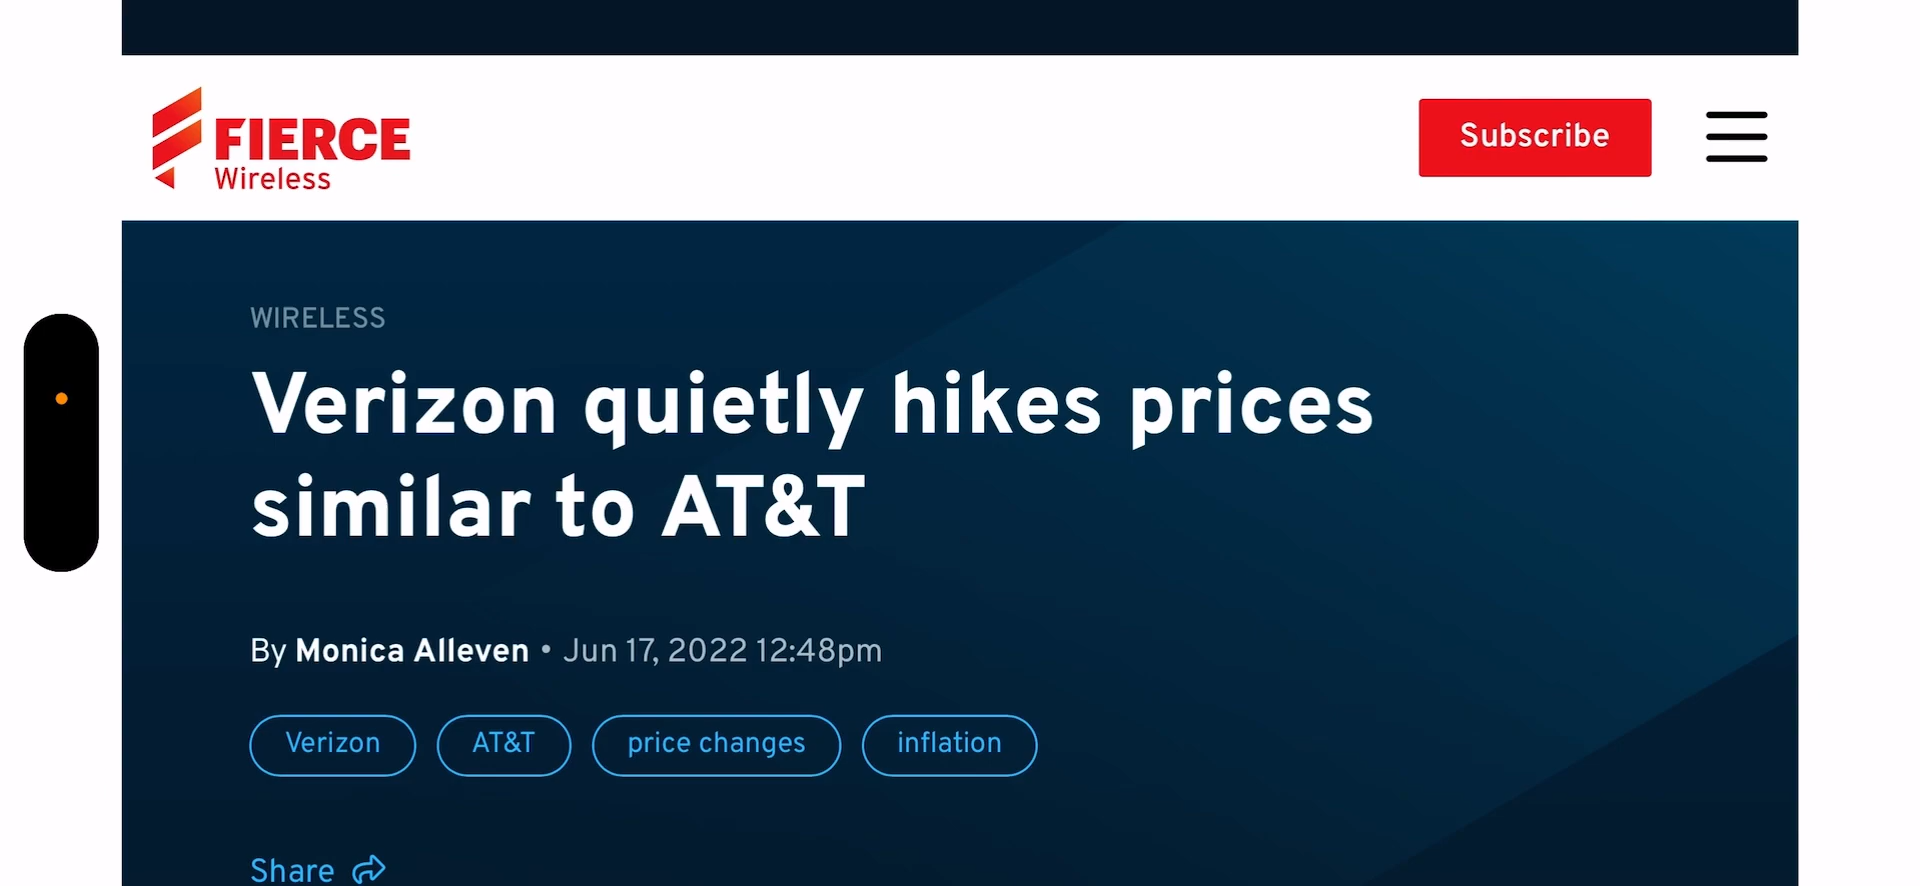 FIERCE
Wireless
Subscribe
WIRELESS
Verizon quietly hikes prices
similar to AT&T
By Monica Alleven • Jun 17, 2022 12:48pm
Verizon AT&T price changes inflation
Share